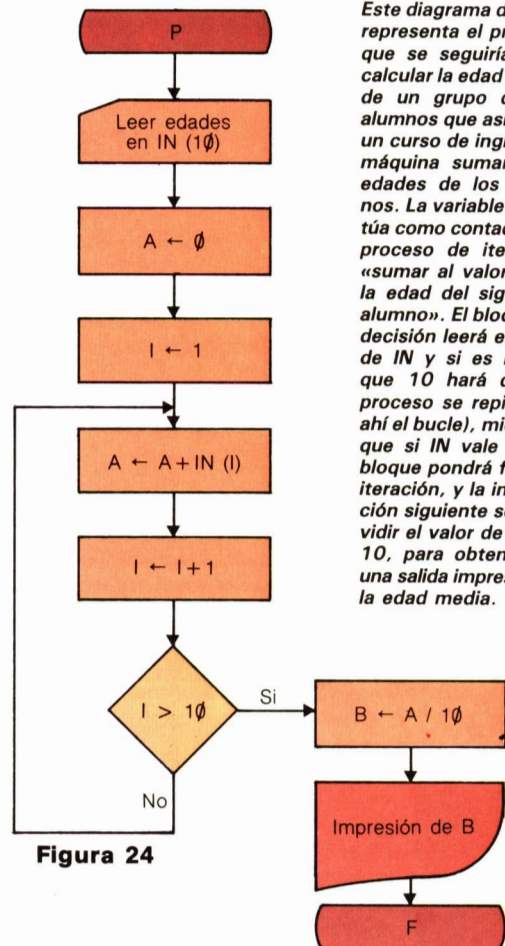 P
Leer edades
en IN (1Ø)
A ← Ø
I ← 1
A ← A + IN (I)
I ← I + 1
I > 1Ø
Si
No
B ← A / 1Ø
Impresión de B
F
Figura 24
Este diagrama d
representa el pr
que se seguiría
calcular la edad
de un grupo
alumnos que asi
un curso de ingl
máquina sumar
edades de los
nos. La variable
túa como contad
proceso de ite
«sumar al valor
la edad del sig
alumno». El bloq
decisión leerá e
de IN y si es
que 10 hará
proceso se repi
ahí el bucle), mie
que si IN vale
bloque pondrá f
iteración, y la in
ción siguiente se
vidir el valor de
10, para obten
una salida impre
la edad media.